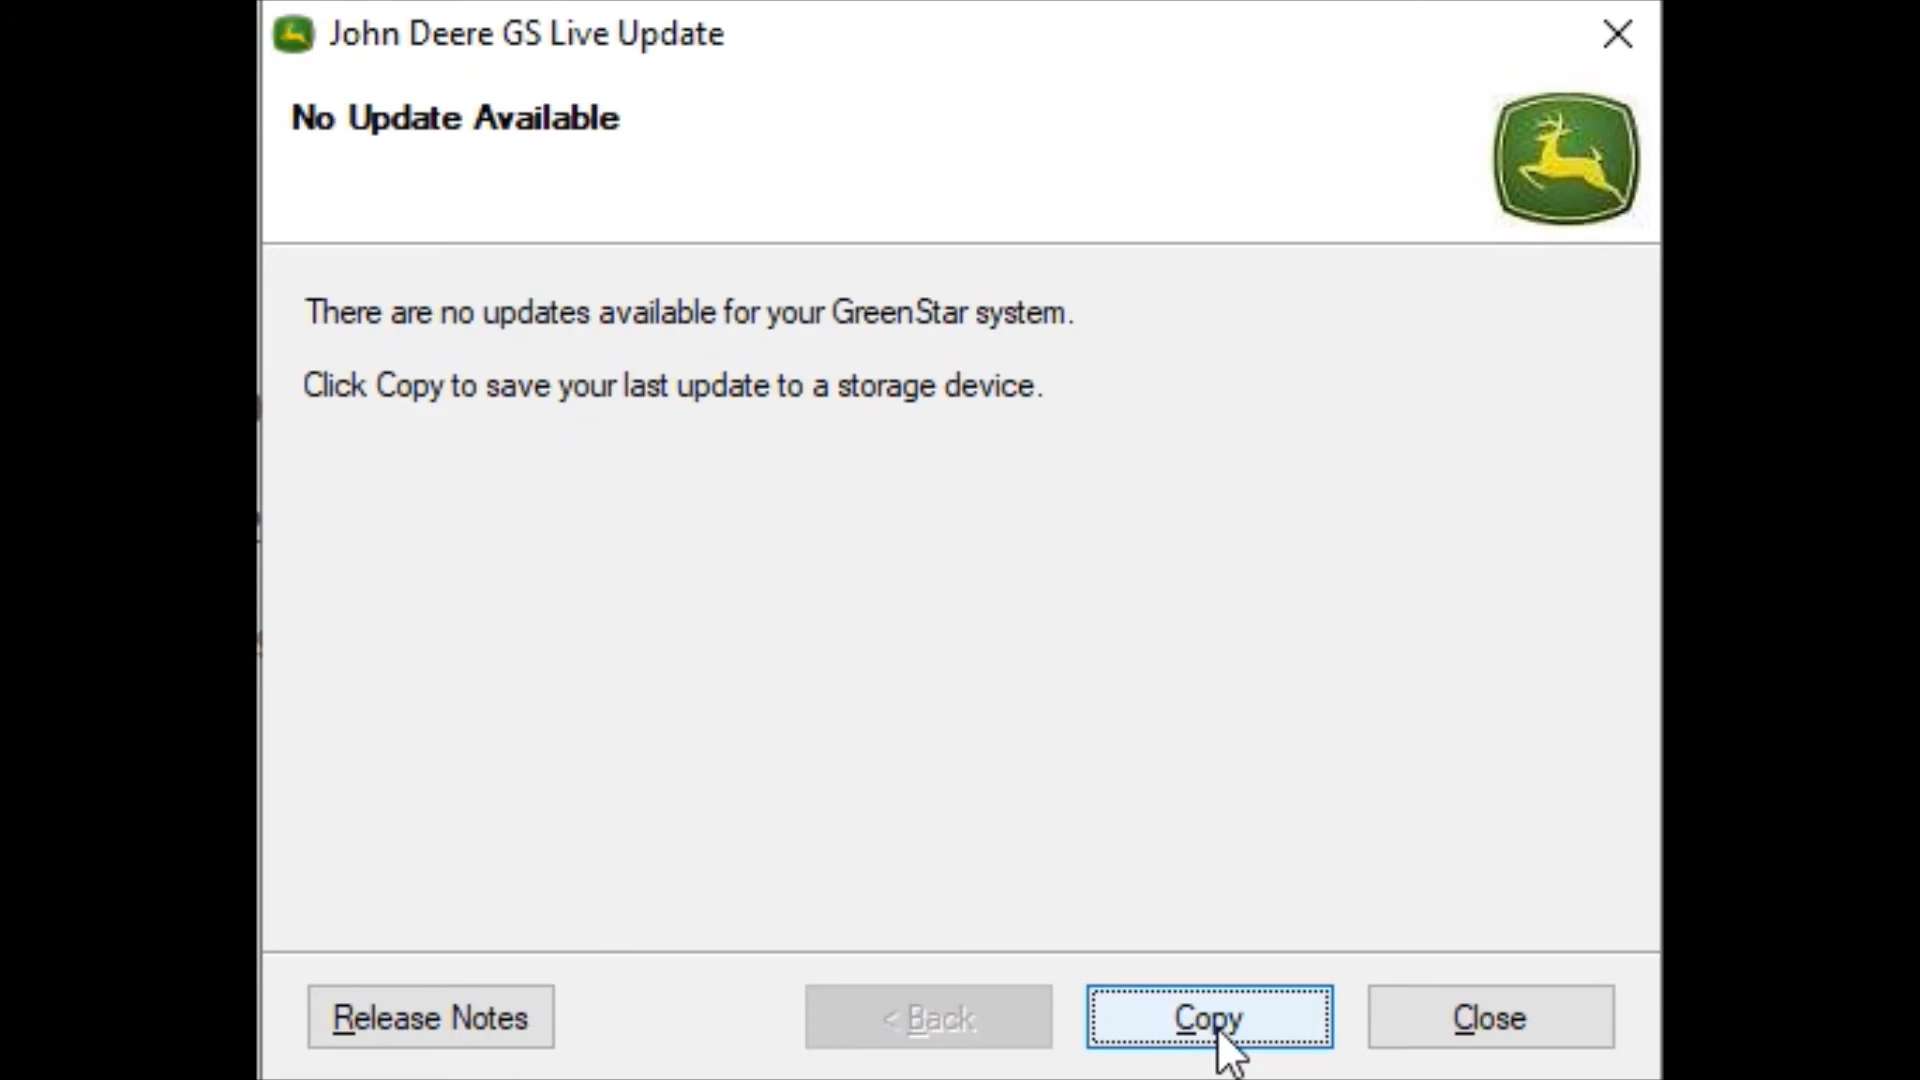 John Deere GS Live Update
No Update Available
There are no updates available for your GreenStar system.
Click Copy to save your last update to a storage device.
Release Notes
< Back
Copy
Close